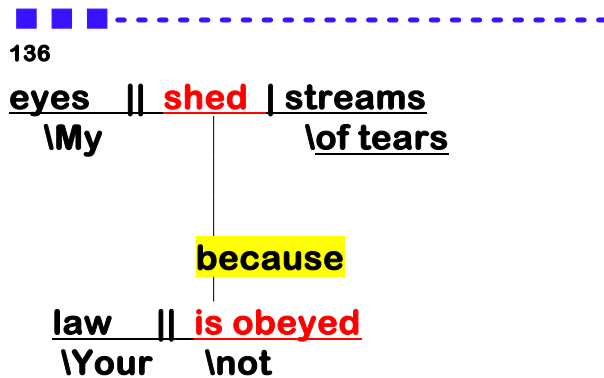 136
eyes || shed | streams
\My \of tears
because
law || is obeyed
\Your \not